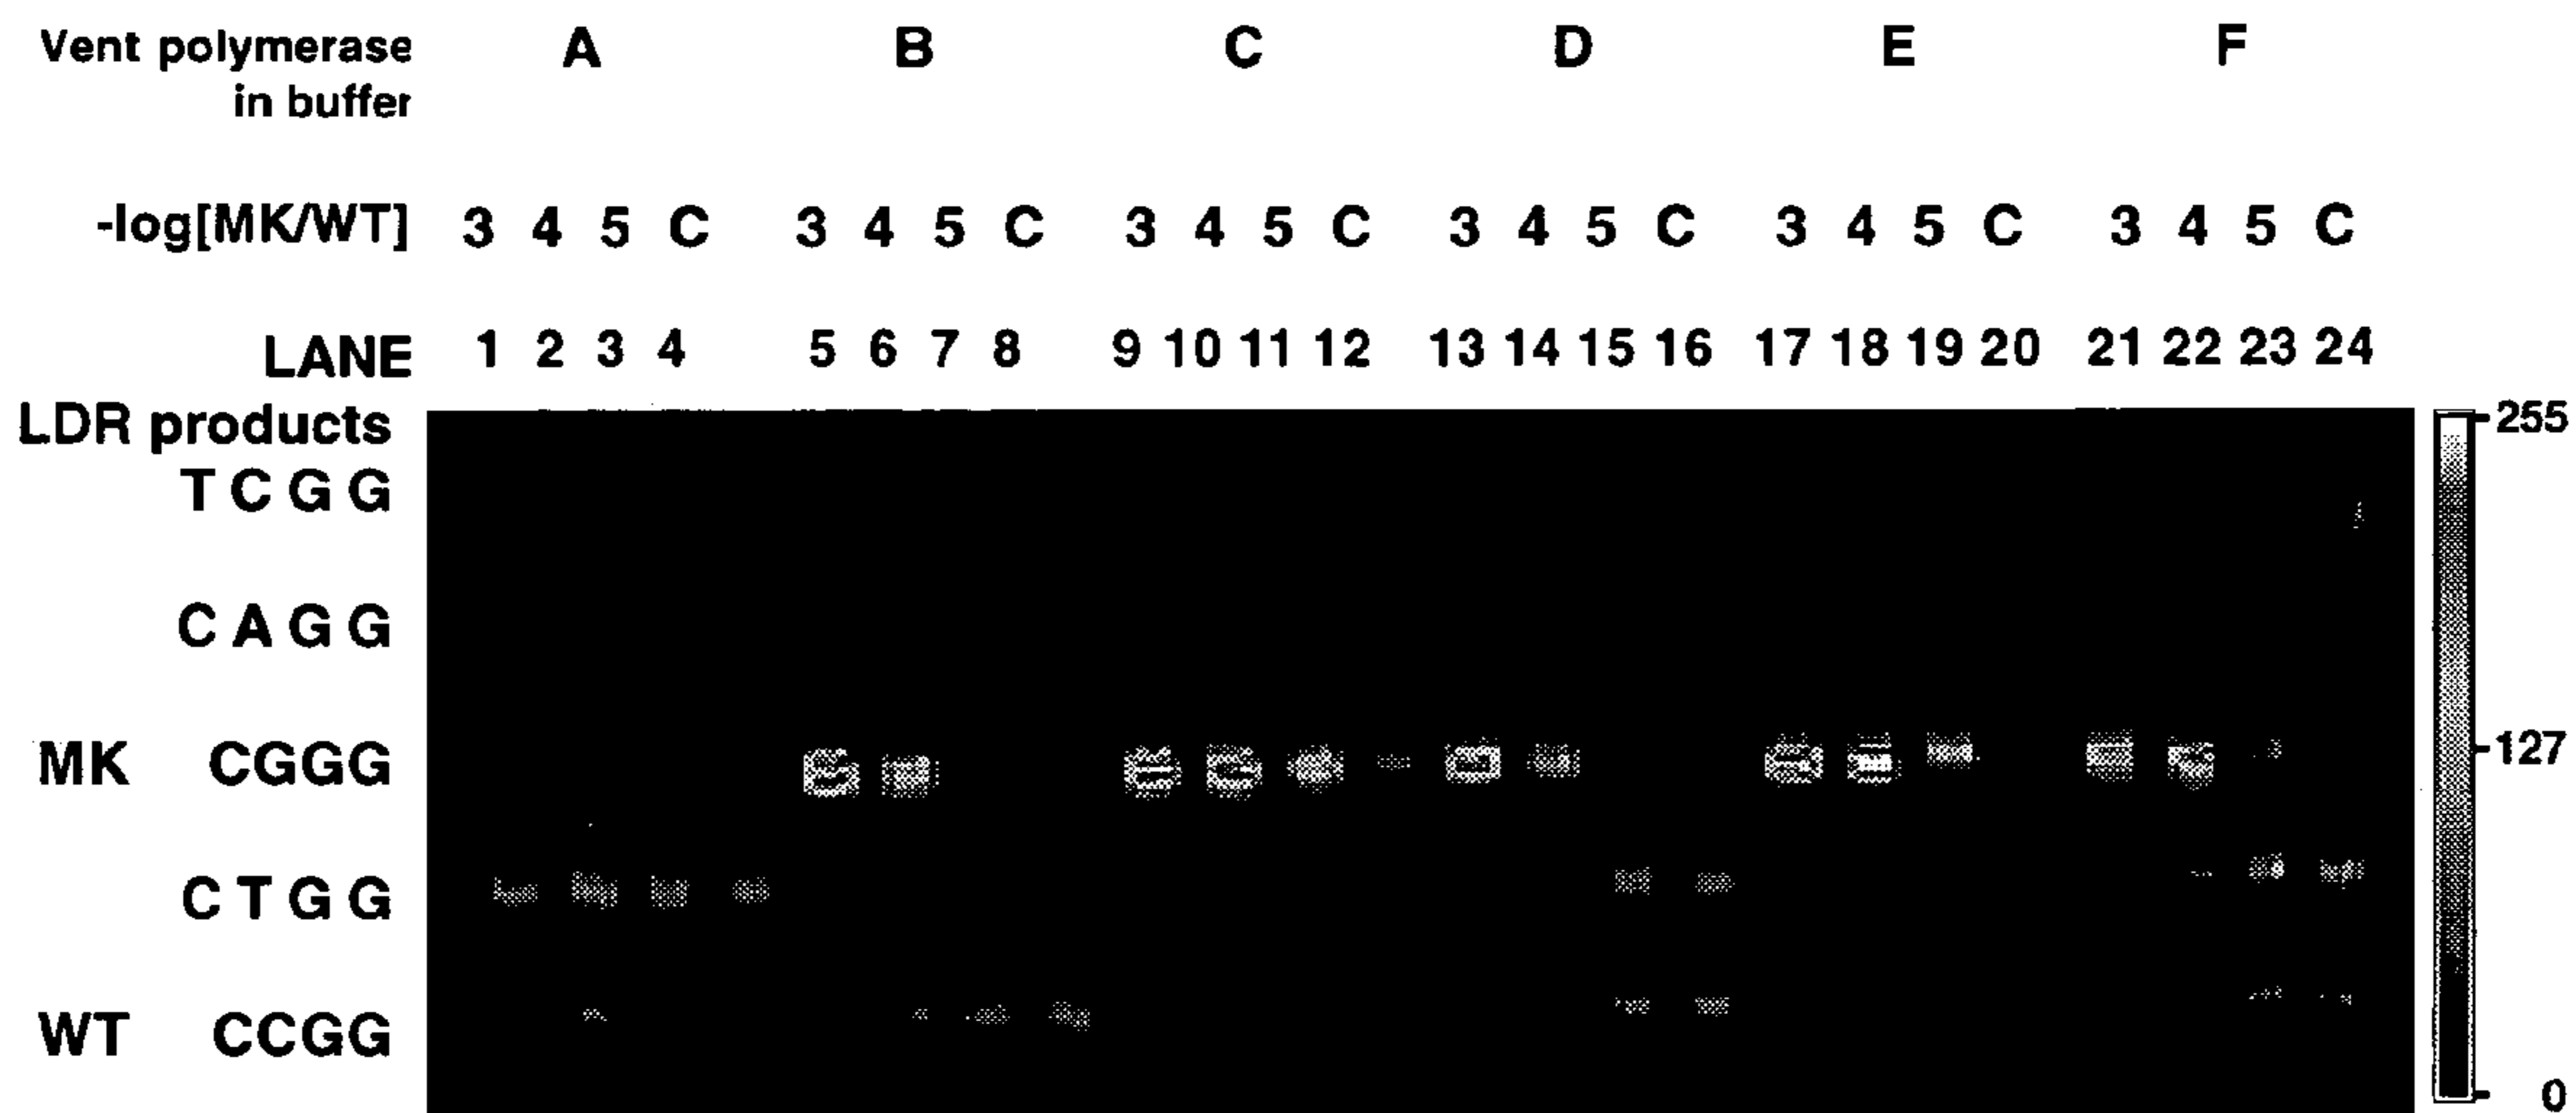 Vent polymerase A B C D E F
in buffer
-log[MK/WT] 3 4 5 C 3 4 5 C 3 4 5 C 3 4 5 C 3 4 5 C 3 4 5 C
LANE 1 2 3 4 5 6 7 8 9 10 11 12 13 14 15 16 17 18 19 20 21 22 23 24
LDR products
255
T C G G
C A G G
MK CGGG
127
C T G G
WT CCGG
0